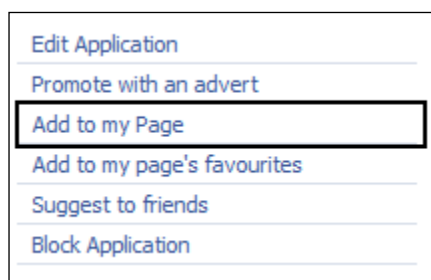 Edit Application
Promote with an advert
Add to my Page
Add to my page's favourites
Suggest to friends
Block Application